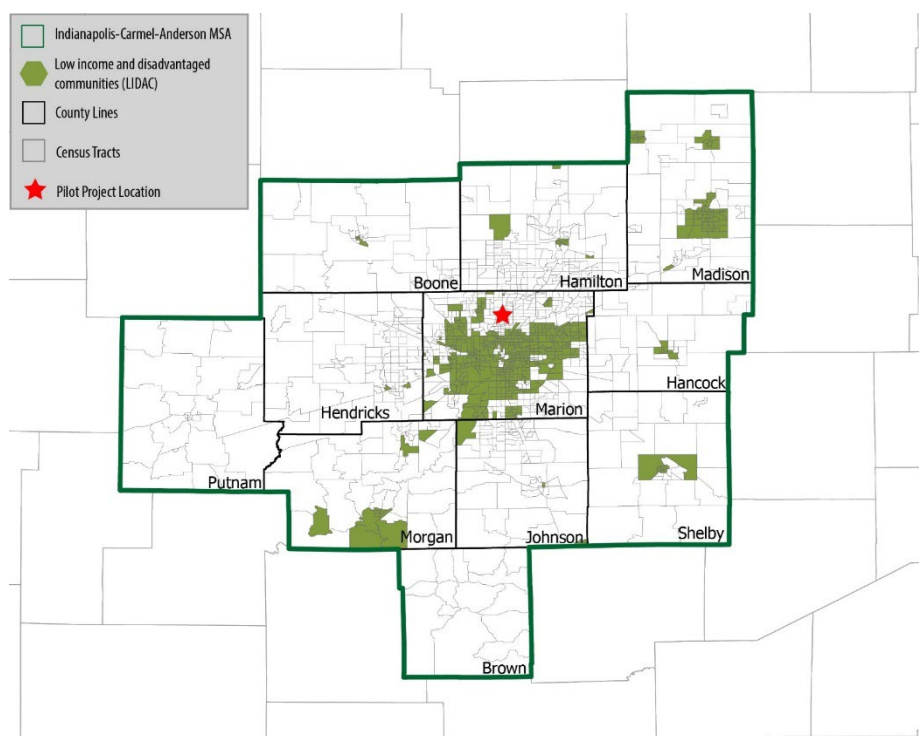 Indianapolis-Carmel-Anderson MSA
Low income and disadvantaged
communities (LIDAC)
County Lines
Census Tracts
Pilot Project Location
Boone
Hamilton
Madison
Hendricks
Marion
Hancock
Putnam
Morgan
Johnson
Shelby
Brown